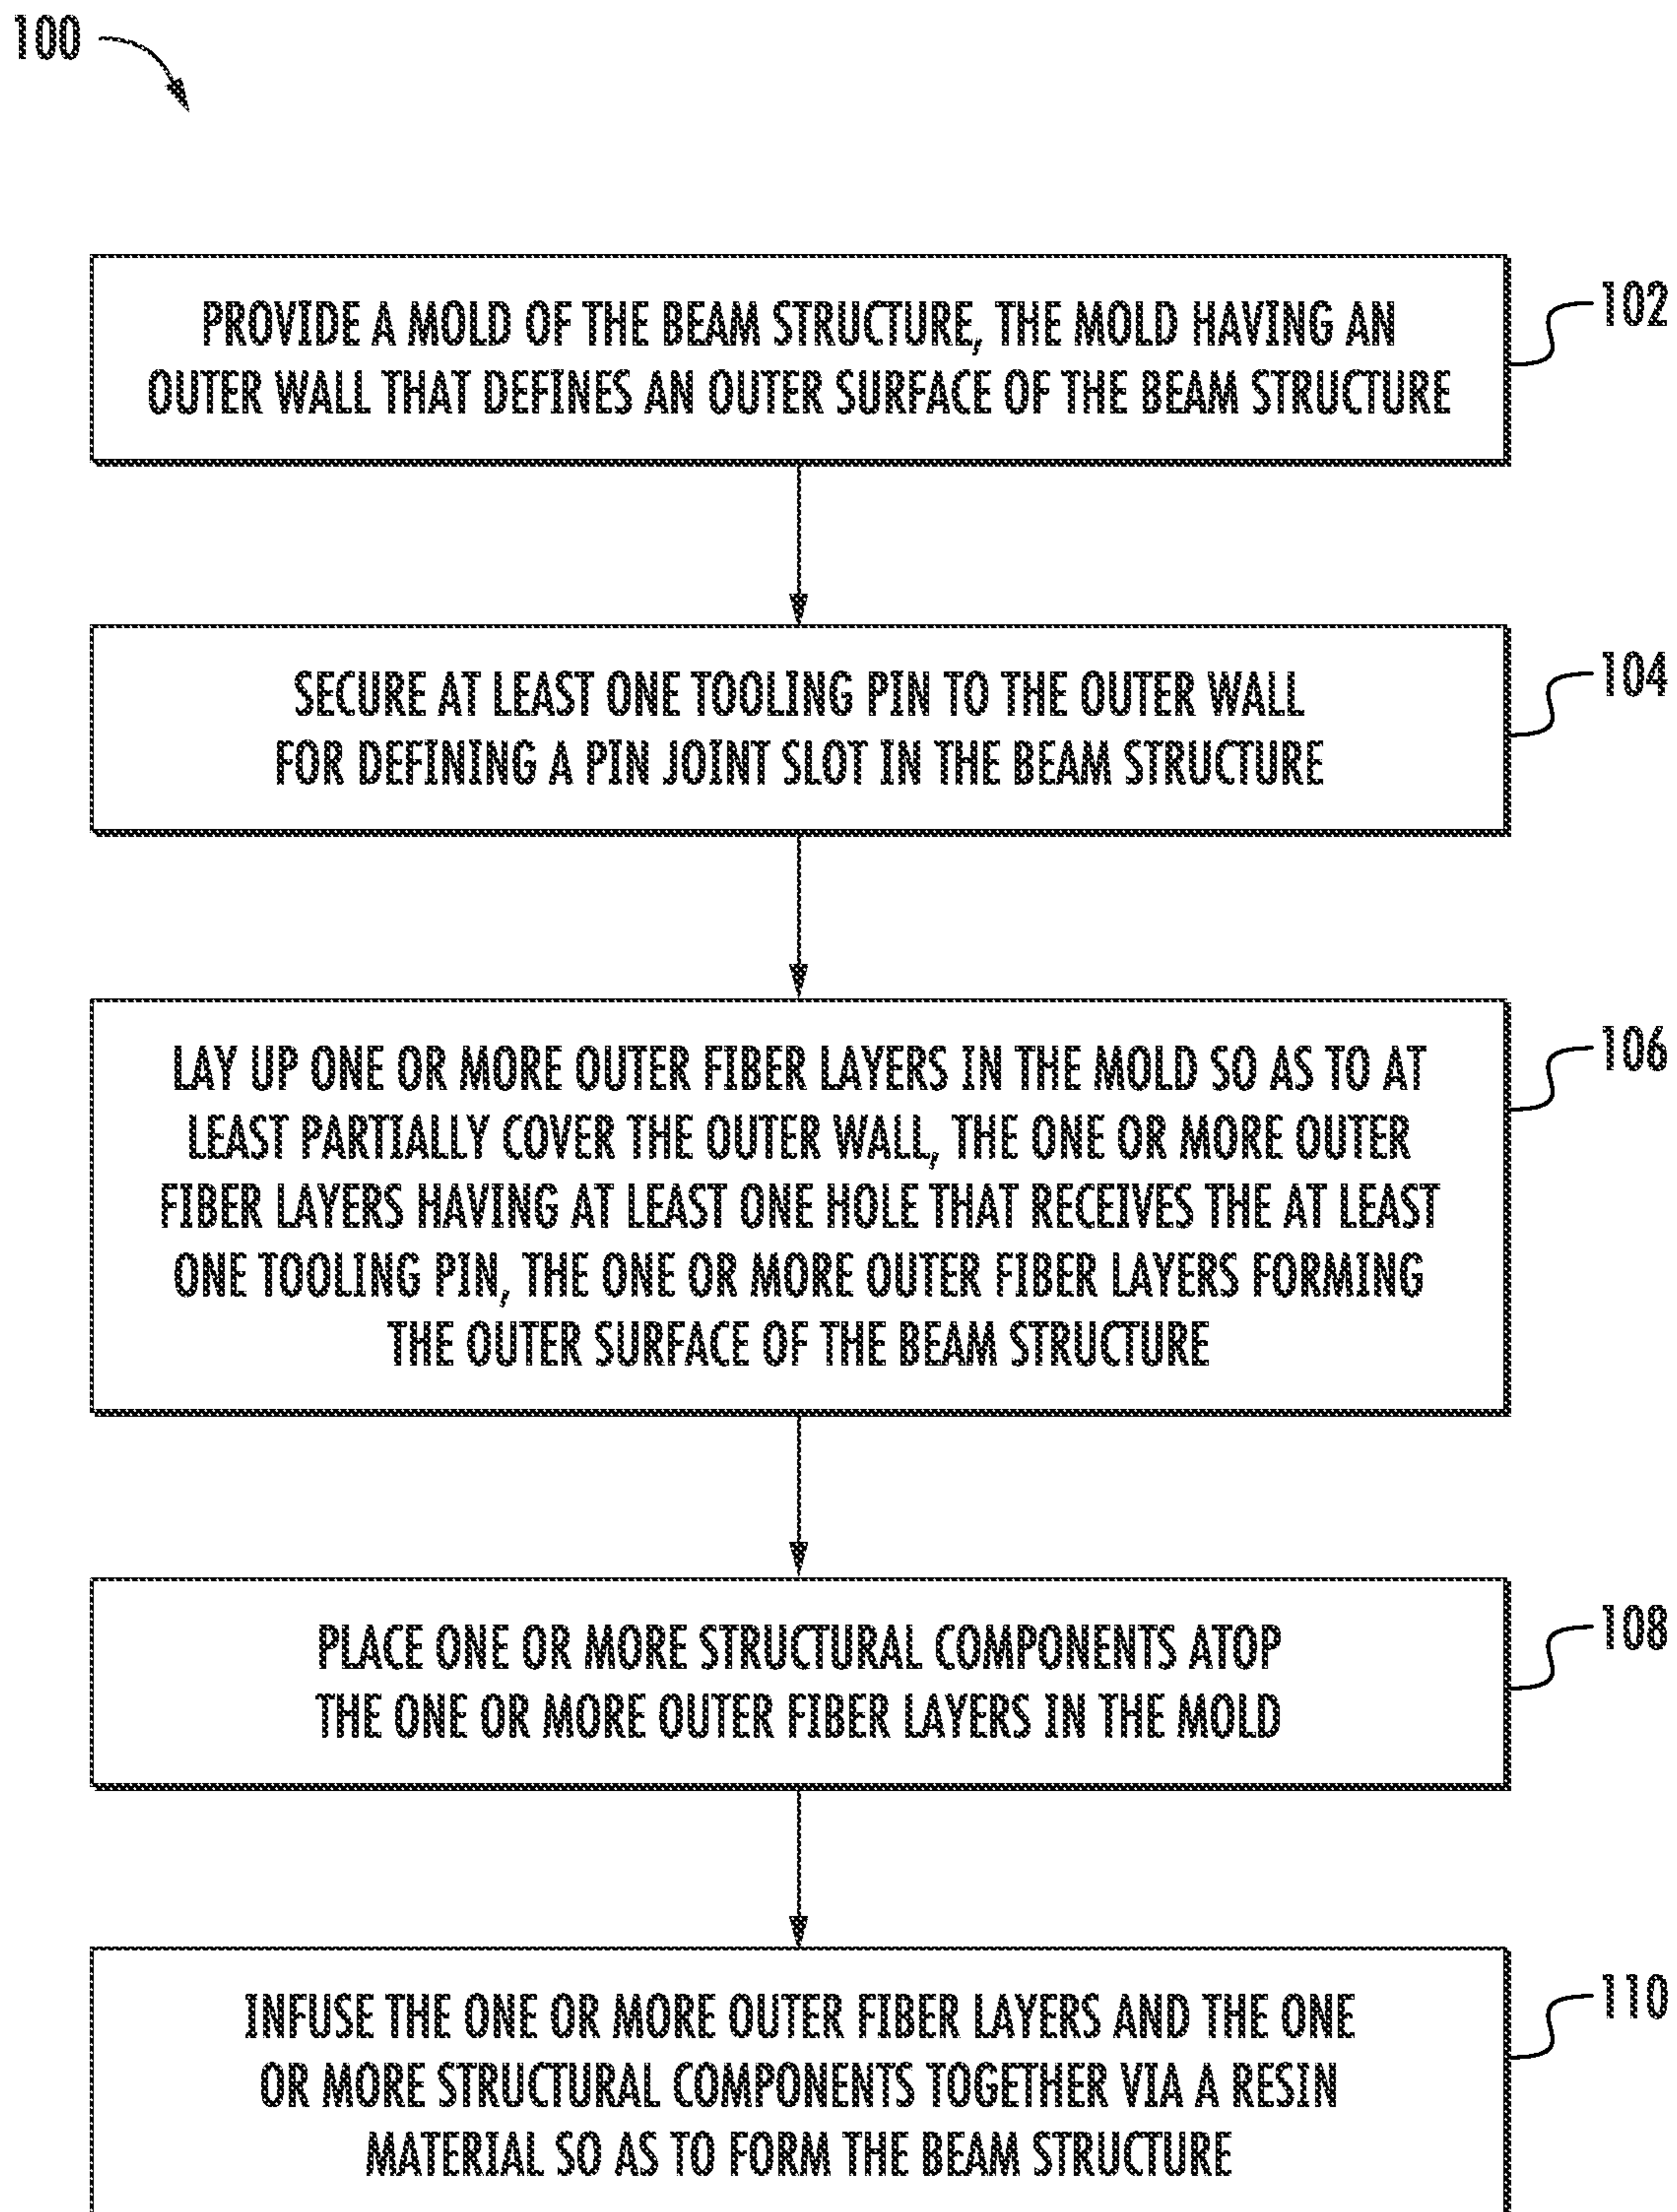 100
PROVIDE A MOLD OF THE BEAM STRUCTURE, THE MOLD HAVING AN
OUTER WALL THAT DEFINES AN OUTER SURFACE OF THE BEAM STRUCTURE
102
SECURE AT LEAST ONE TOOLING PIN TO THE OUTER WALL
FOR DEFINING A PIN JOINT SLOT IN THE BEAM STRUCTURE
104
LAY UP ONE OR MORE OUTER FIBER LAYERS IN THE MOLD SO AS TO AT
LEAST PARTIALLY COVER THE OUTER WALL, THE ONE OR MORE OUTER
FIBER LAYERS HAVING AT LEAST ONE HOLE THAT RECEIVES THE AT LEAST
ONE TOOLING PIN, THE ONE OR MORE OUTER FIBER LAYERS FORMING
THE OUTER SURFACE OF THE BEAM STRUCTURE
106
PLACE ONE OR MORE STRUCTURAL COMPONENTS ATOP
THE ONE OR MORE OUTER FIBER LAYERS IN THE MOLD
108
INFUSE THE ONE OR MORE OUTER FIBER LAYERS AND THE ONE
OR MORE STRUCTURAL COMPONENTS TOGETHER VIA A RESIN
MATERIAL SO AS TO FORM THE BEAM STRUCTURE
110